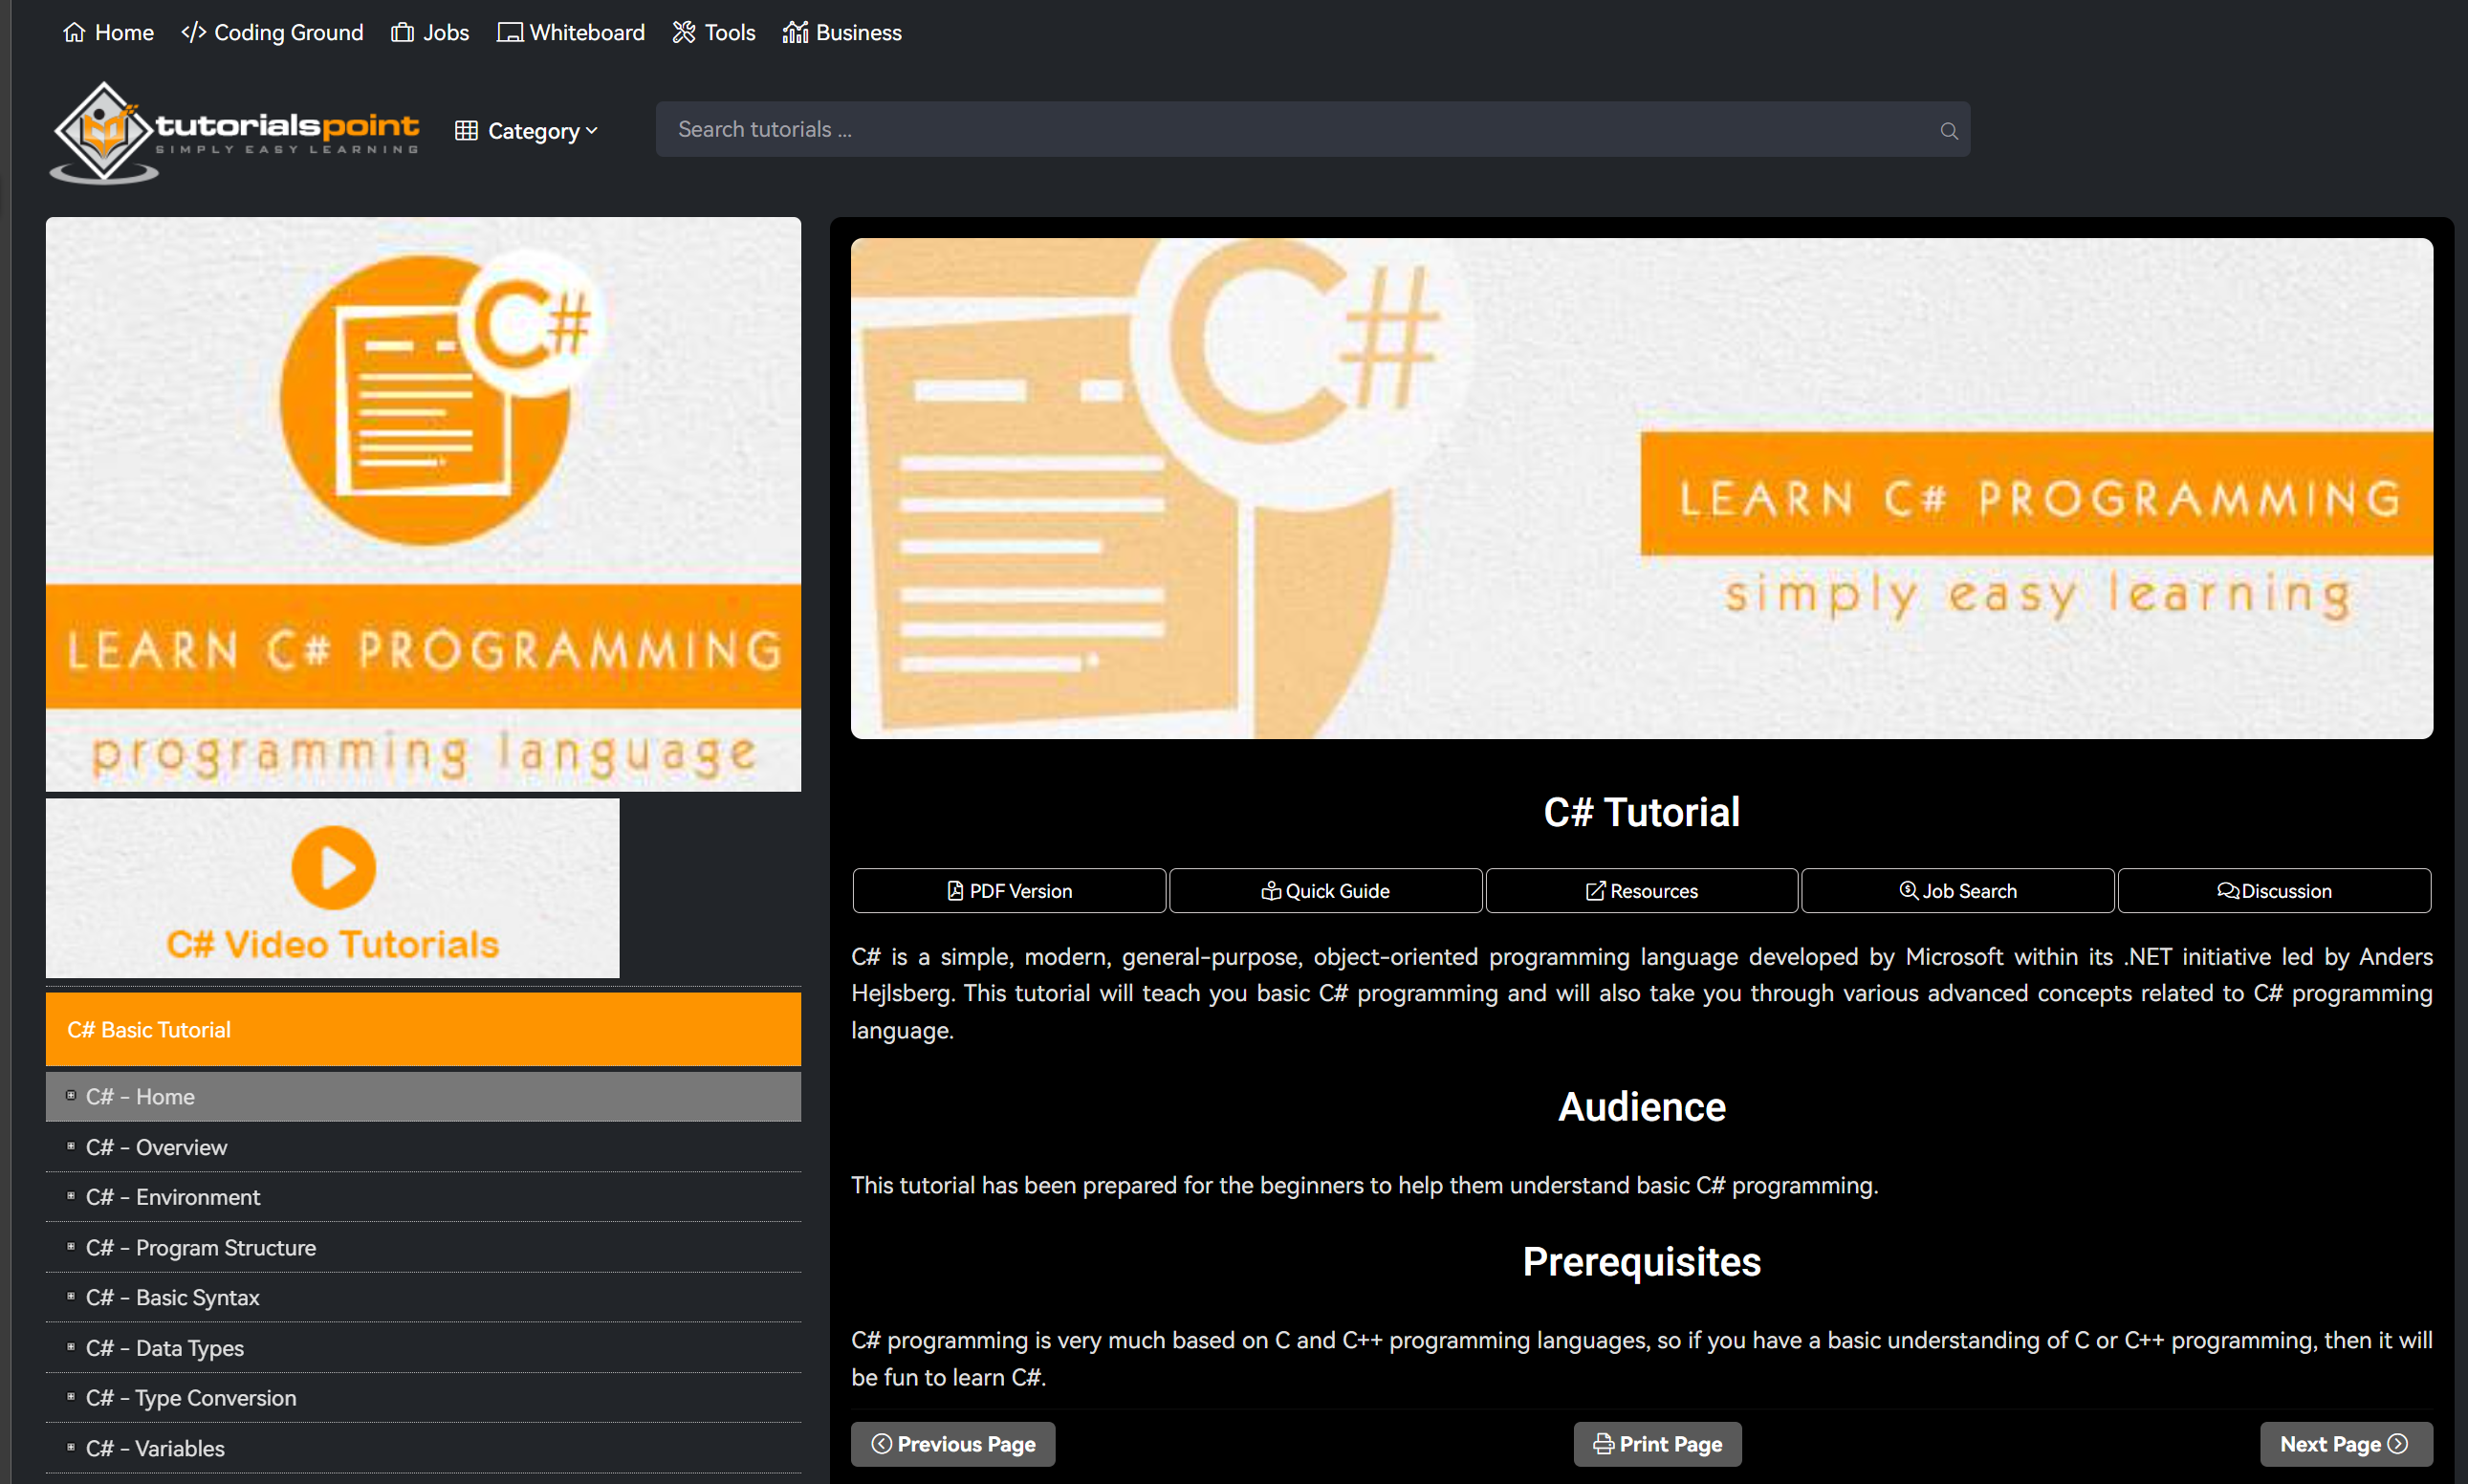 Home </> Coding Ground Jobs Whiteboard Tools Business
tutorialspoint
SIMPLY EASY LEARNING
Category
Search tutorials ...
C#
LEARN C# PROGRAMMING
programming language
C# Video Tutorials
C# Basic Tutorial
C# - Home
C# - Overview
C# - Environment
C# - Program Structure
C# - Basic Syntax
C# - Data Types
C# - Type Conversion
C# - Variables
C#
LEARN C# PROGRAMMING
simply easy learning
C# Tutorial
PDF Version Quick Guide Resources Job Search Discussion
C# is a simple, modern, general-purpose, object-oriented programming language developed by Microsoft within its .NET initiative led by Anders
Hejlsberg. This tutorial will teach you basic C# programming and will also take you through various advanced concepts related to C# programming
language.
Audience
This tutorial has been prepared for the beginners to help them understand basic C# programming.
Prerequisites
C# programming is very much based on C and C++ programming languages, so if you have a basic understanding of C or C++ programming, then it will
be fun to learn C#.
Previous Page Print Page Next Page